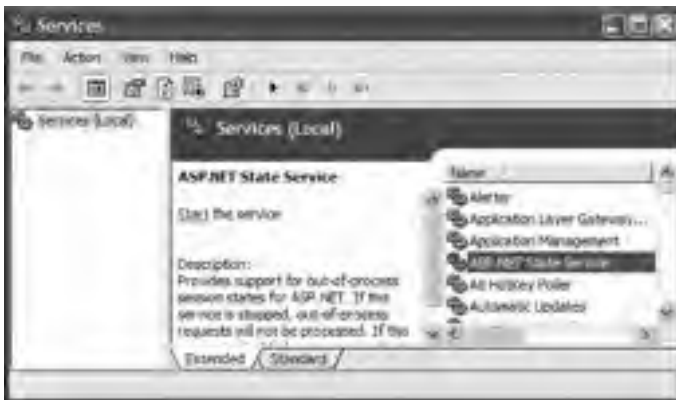 Services
File Action View Help
Services (Local)
Services (Local)
ASP.NET State Service
Start the service
Description:
Provides support for out-of-process
session states for ASP.NET. If this
service is stopped, out-of-process
requests will not be processed. If this
Name
Alerter
Application Layer Gateway...
Application Management
ASP.NET State Service
Ati HotKey Poller
Automatic Updates
Extended Standard